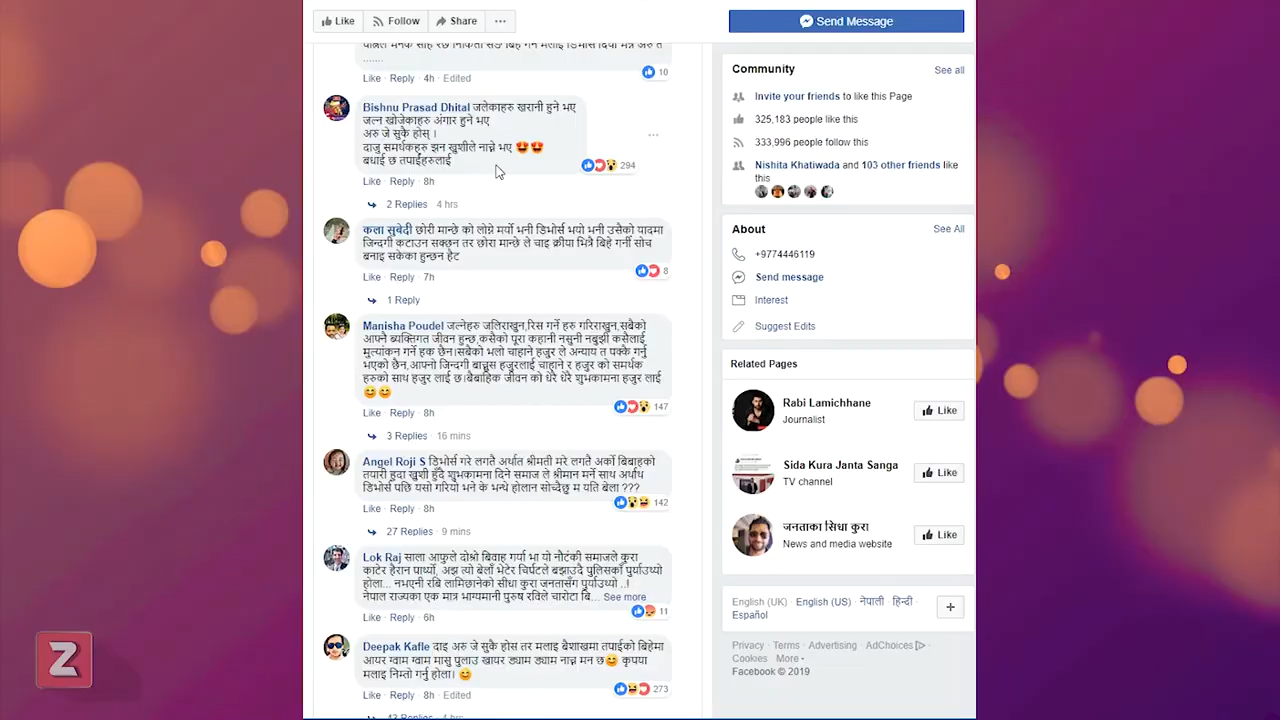 Like Follow Share ...
Send Message
.......
Like · Reply · 4h · Edited
10
Bishnu Prasad Dhital जलेकाहरु खरानी हुने भए
जल्न खोजेकाहरु अंगार हुने भए
अरु जे सुकै होस् ।
दाजु समर्थकहरु झन खुशीले नाच्ने भए 😍😍
बधाई छ तपाईहरुलाई
294
Like · Reply · 8h
2 Replies · 4 hrs
कला सुबेदी छोरी मान्छे को लोग्ने मर्यो भनी डिभोर्स भयो भनी उसैको यादमा
जिन्दगी कटाउन सक्छन तर छोरा मान्छे ले चाइ क्रीया भित्रै बिहे गर्नी सोच
बनाइ सकेका हुन्छन हैट
8
Like · Reply · 7h
1 Reply
Manisha Poudel जल्नेहरु जलिराखुन,रिस गर्ने हरु गरिराखुन,सबैको
आफ्नै ब्यक्तिगत जीवन हुन्छ,कसैको पूरा कहानी नसुनी नबुझी कसैलाई
मुल्यांकन गर्ने हक छैन।सबैको भलो चाहाने हजुर ले अन्याय त पक्कै गर्नु
भएको छैन,आफ्नो जिन्दगी बाच्नुस हजुरलाई चाहाने र हजुर को समर्थक
हरुको साथ हजुर लाई छ।बैबाहिक जीवन को धेरै धेरै शुभकामना हजुर लाई
😊😊
147
Like · Reply · 8h
3 Replies · 16 mins
Angel Roji S डिभोर्स गरे लगतै अर्थात श्रीमती मरे लगतै अर्को बिबाहको
तयारी हुदा खुशी हुँदै शुभकामना दिने समाज ले श्रीमान मर्ने साथ अर्थाथ
डिभोर्स पछि यसो गरियो भने के भन्थे होलान सोच्दैछु म यति बेला ???
142
Like · Reply · 8h
27 Replies · 9 mins
Lok Raj साला आफुले दोश्रो बिवाह गर्यो भा यो नौटंकी समाजले कुरा
काटेर हैरान पार्थ्यो, अझ त्यो बेलाँ भेटेर चिर्पटले बझाउदै पुलिसकाँ पुर्याउथ्यो
होला... नभएनी रबि लामिछानेको सीधा कुरा जनतासँग पुर्याउथ्यो ..!
नेपाल राज्यका एक मात्र भाग्यमानी पुरुष रविले चारोटा बि... See more
11
Like · Reply · 6h
Deepak Kafle दाइ अरु जे सुकै होस तर मलाइ बैशाखमा तपाईको बिहेमा
आयर ग्वाम ग्वाम मासु पुलाउ खायर ड्याम ड्याम नाच्न मन छ😊 कृपया
मलाइ निम्तो गर्नु होला। 😊
273
Like · Reply · 8h · Edited
Community
See all
Invite your friends to like this Page
325,183 people like this
333,996 people follow this
Nishita Khatiwada and 103 other friends like
this
About
See All
+9774446119
Send message
Interest
Suggest Edits
Related Pages
Rabi Lamichhane
Journalist
Like
Sida Kura Janta Sanga
TV channel
Like
जनताका सिधा कुरा
News and media website
Like
English (UK) · English (US) · नेपाली · हिन्दी ·
Español
Privacy · Terms · Advertising · AdChoices ·
Cookies · More
Facebook © 2019
Z